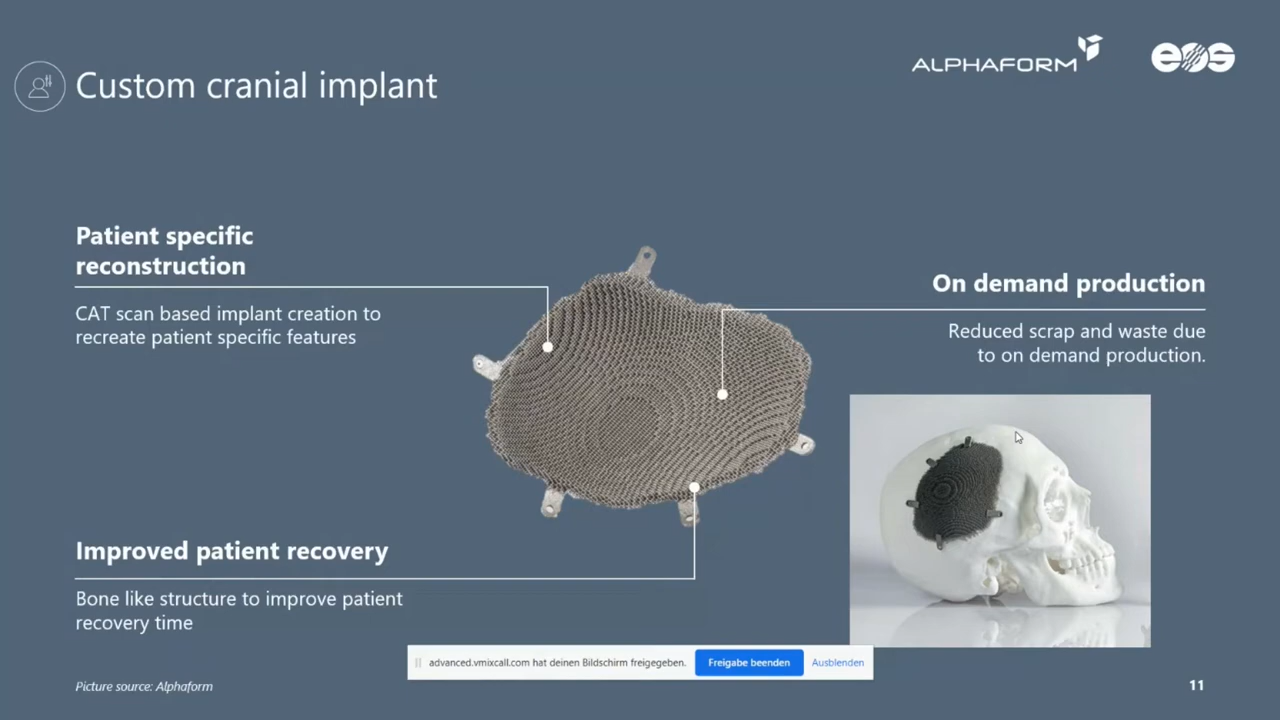 Custom cranial implant
ALPHAFORM
eos
Patient specific
reconstruction
CAT scan based implant creation to
recreate patient specific features
On demand production
Reduced scrap and waste due
to on demand production.
Improved patient recovery
Bone like structure to improve patient
recovery time
advanced.vmixcall.com hat deinen Bildschirm freigegeben.
Freigabe beenden
Ausblenden
Picture source: Alphaform
11